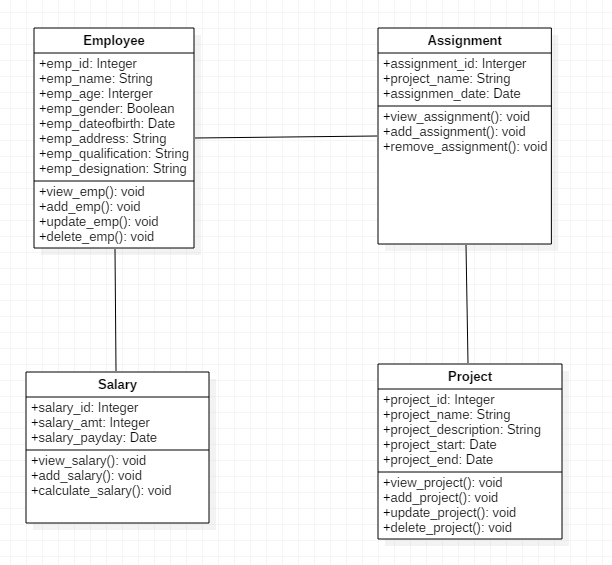 Employee
+emp_id: Integer
+emp_name: String
+emp_age: Interger
+emp_gender: Boolean
+emp_dateofbirth: Date
+emp_address: String
+emp_qualification: String
+emp_designation: String
+view_emp(): void
+add_emp(): void
+update_emp(): void
+delete_emp(): void
Assignment
+assignment_id: Interger
+project_name: String
+assignmen_date: Date
+view_assignment(): void
+add_assignment(): void
+remove_assignment(): void
Salary
+salary_id: Integer
+salary_amt: Integer
+salary_payday: Date
+view_salary(): void
+add_salary(): void
+calculate_salary(): void
Project
+project_id: Integer
+project_name: String
+project_description: String
+project_start: Date
+project_end: Date
+view_project(): void
+add_project(): void
+update_project(): void
+delete_project(): void